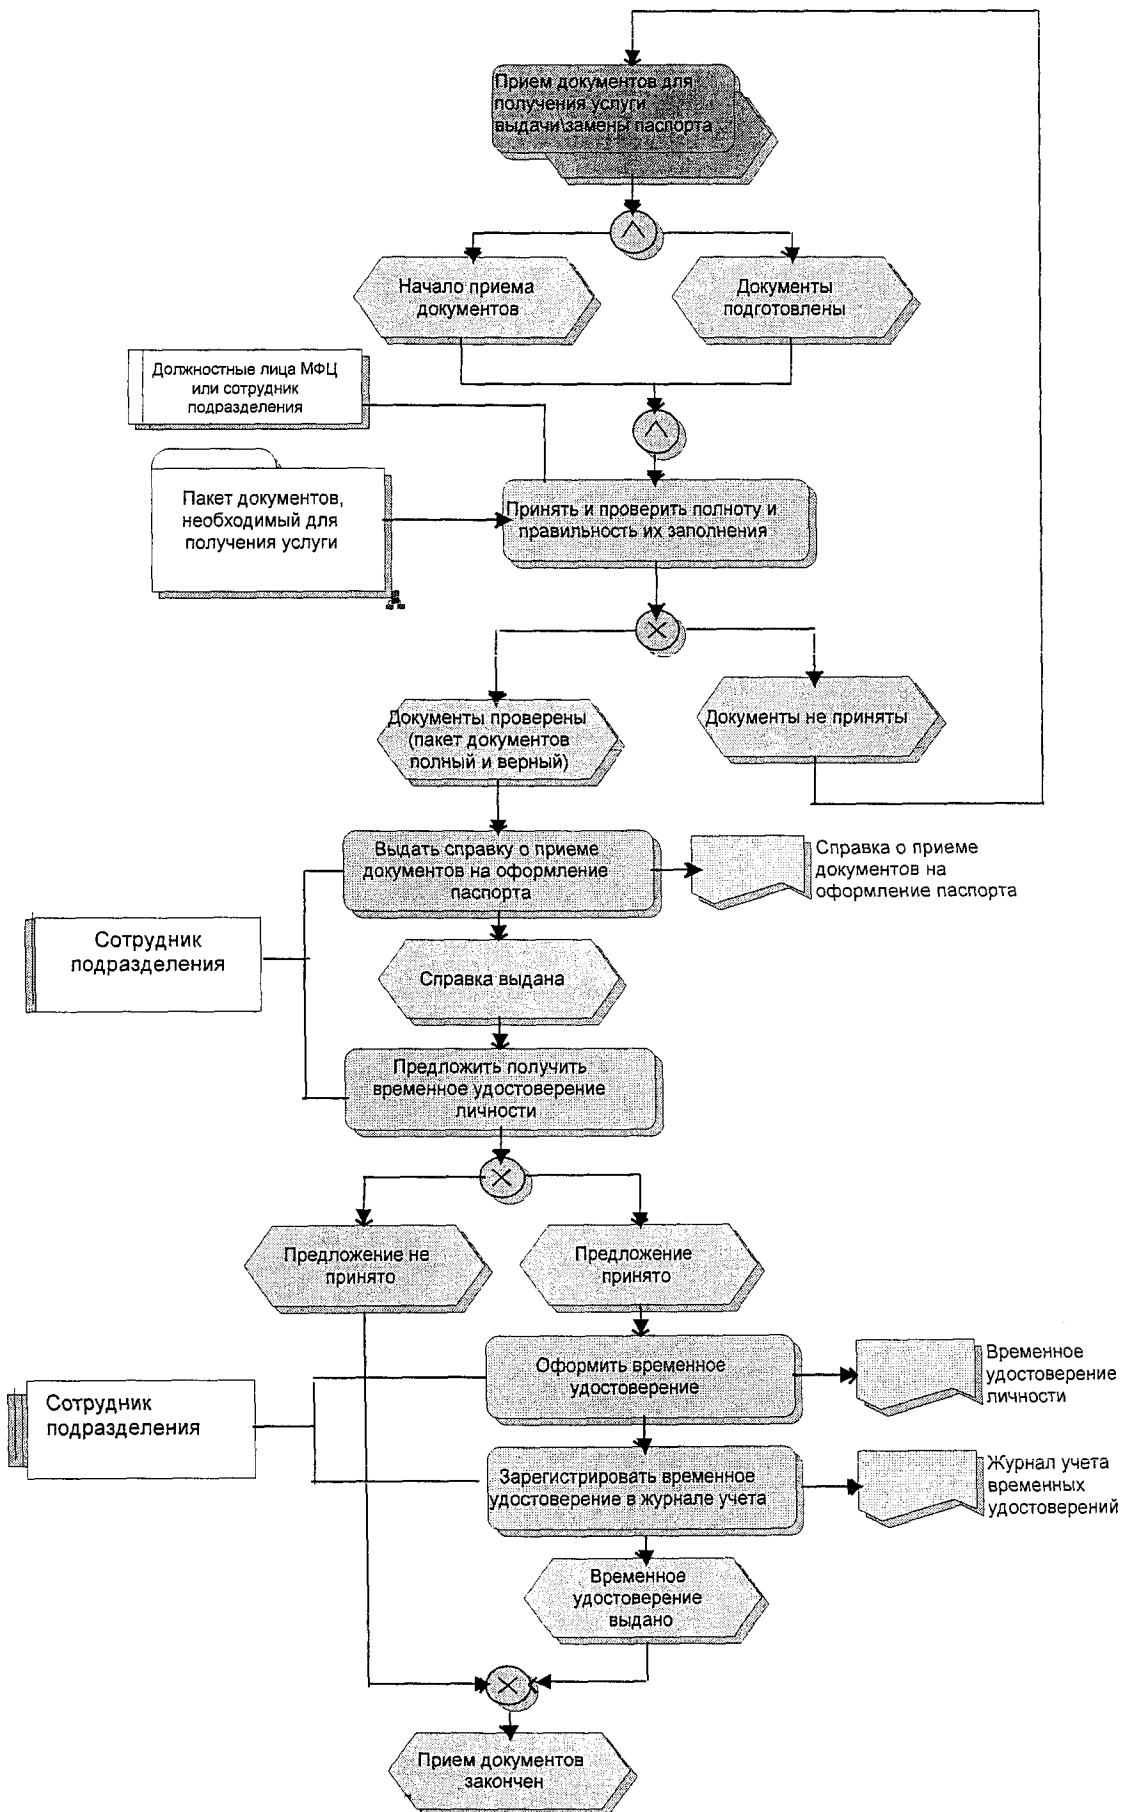 Прием документов для
получения услуги
выдачи\замены паспорта
Начало приема
документов
Документы
подготовлены
Должностные лица МФЦ
или сотрудник
подразделения
Пакет документов,
необходимый для
получения услуги
Принять и проверить полноту и
правильность их заполнения
Документы проверены
(пакет документов
полный и верный)
Документы не приняты
Выдать справку о приеме
документов на оформление
паспорта
Справка о приеме
документов на
оформление паспорта
Сотрудник
подразделения
Справка выдана
Предложить получить
временное удостоверение
личности
Предложение не
принято
Предложение
принято
Оформить временное
удостоверение
Временное
удостоверение
личности
Сотрудник
подразделения
Зарегистрировать временное
удостоверение в журнале учета
Журнал учета
временных
удостоверений
Временное
удостоверение
выдано
Прием документов
закончен